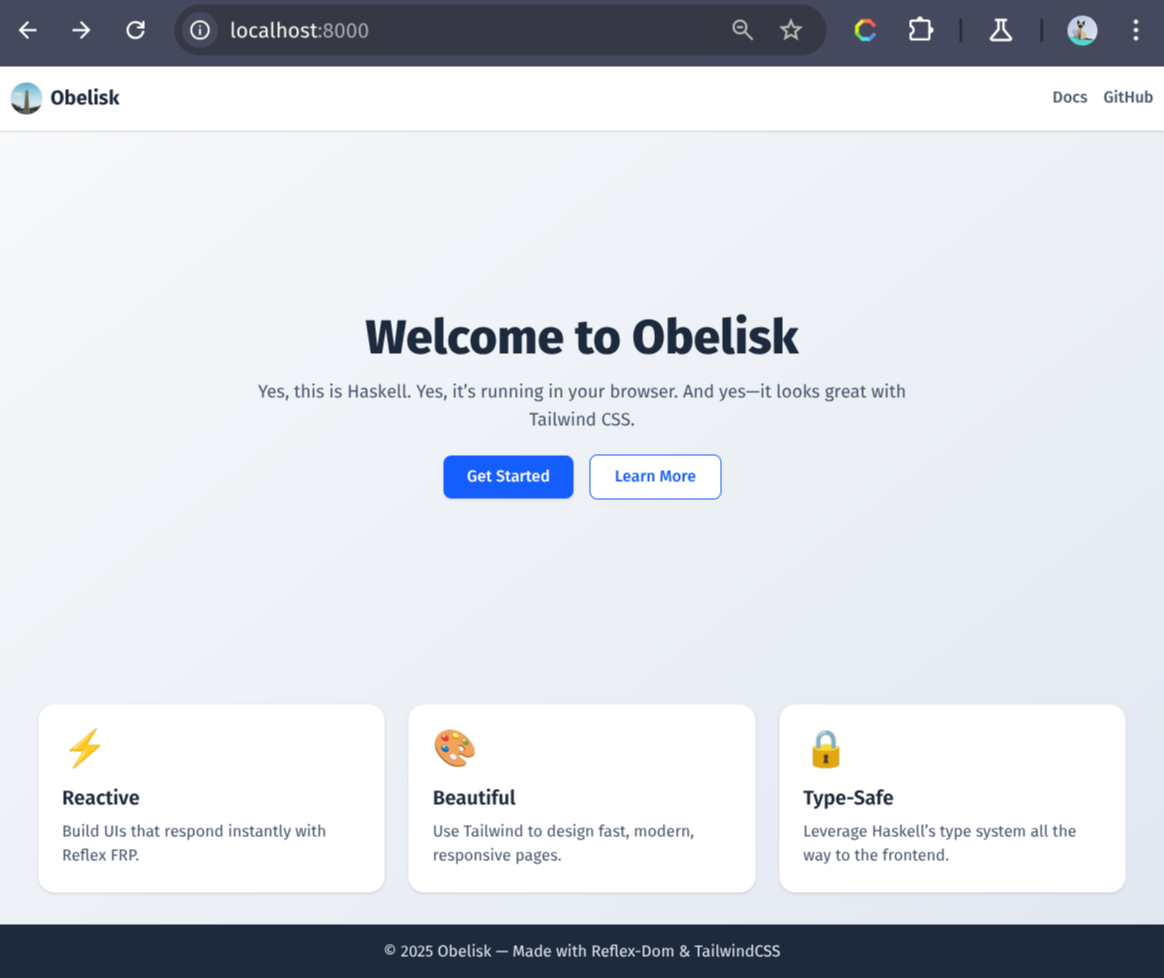 localhost:8000
Obelisk
Docs GitHub
Welcome to Obelisk
Yes, this is Haskell. Yes, it’s running in your browser. And yes—it looks great with
Tailwind CSS.
Get Started Learn More
Reactive
Build UIs that respond instantly with
Reflex FRP.
Beautiful
Use Tailwind to design fast, modern,
responsive pages.
Type-Safe
Leverage Haskell’s type system all the
way to the frontend.
© 2025 Obelisk — Made with Reflex-Dom & TailwindCSS